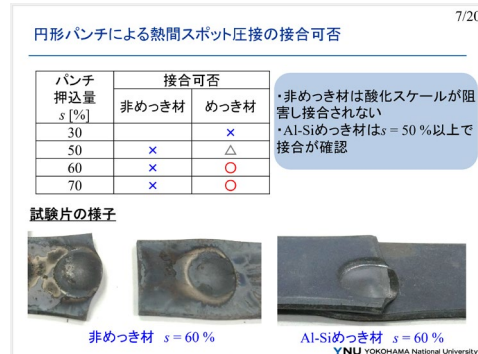 7/20
円形パンチによる熱間スポット圧接の接合可否
パンチ押込量 s [%] 接合可否
非めっき材 めっき材
30 ×
50 × △
60 × ○
70 × ○
・非めっき材は酸化スケールが阻
害し接合されない
・Al-Siめっき材はs = 50 %以上で
接合が確認
試験片の様子
非めっき材 s = 60 %
Al-Siめっき材 s = 60 %
YNU YOKOHAMA National University